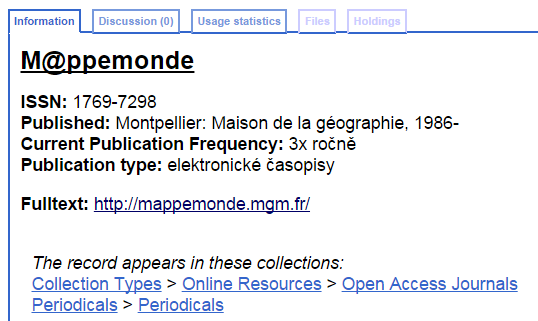 Information Discussion (0) Usage statistics Files Holdings
M@ppemonde
ISSN: 1769-7298
Published: Montpellier: Maison de la géographie, 1986-
Current Publication Frequency: 3x ročně
Publication type: elektronické časopisy
Fulltext: http://mappemonde.mgm.fr/
The record appears in these collections:
Collection Types > Online Resources > Open Access Journals
Periodicals > Periodicals